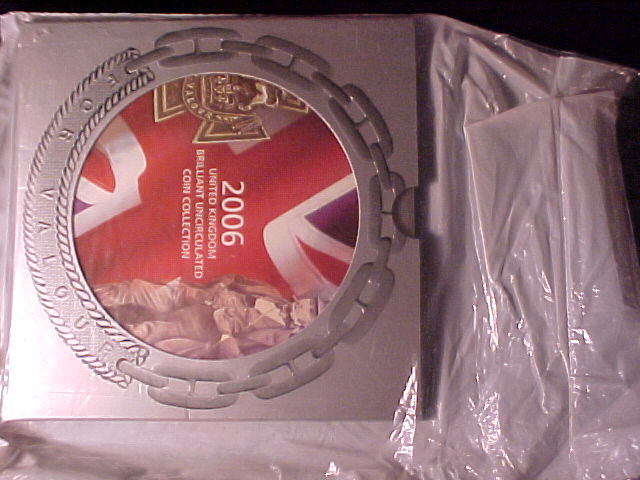 FOR VALOUR
2006
UNITED KINGDOM
BRILLIANT UNCIRCULATED
COIN COLLECTION